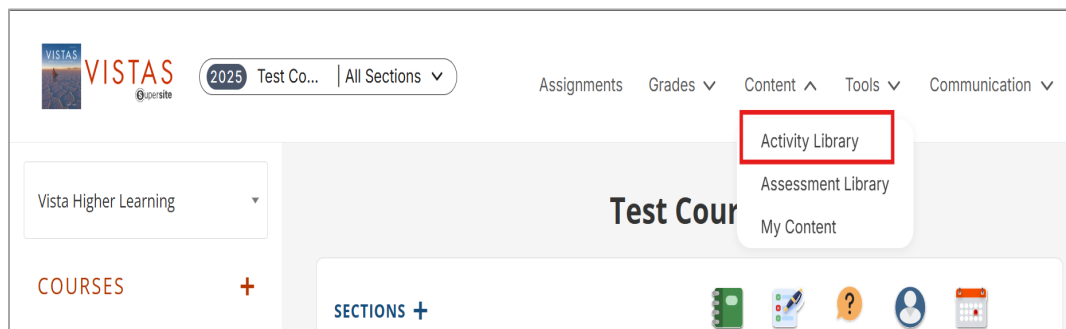 VISTAS
VISTAS
Supersite
2025 Test Co... All Sections
Assignments Grades Content Tools Communication
Activity Library
Assessment Library
My Content
Vista Higher Learning
Test Cour
COURSES +
SECTIONS +
?